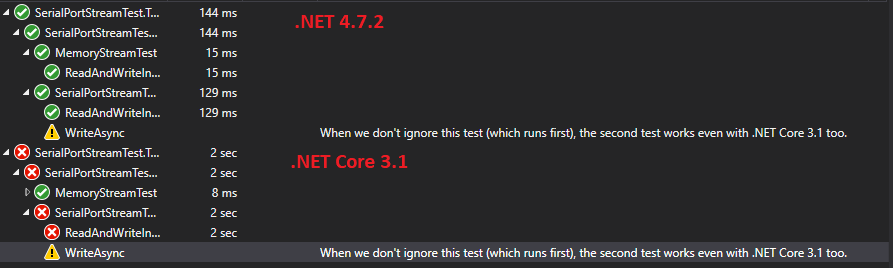 SerialPortStreamTest.T... 144 ms .NET 4.7.2
SerialPortStreamTes... 144 ms
MemoryStreamTest 15 ms
ReadAndWriteIn... 15 ms
SerialPortStreamT... 129 ms
ReadAndWriteIn... 129 ms
WriteAsync When we don't ignore this test (which runs first), the second test works even with .NET Core 3.1 too.
SerialPortStreamTest.T... 2 sec .NET Core 3.1
SerialPortStreamTes... 2 sec
MemoryStreamTest 8 ms
SerialPortStreamT... 2 sec
ReadAndWriteIn... 2 sec
WriteAsync When we don't ignore this test (which runs first), the second test works even with .NET Core 3.1 too.